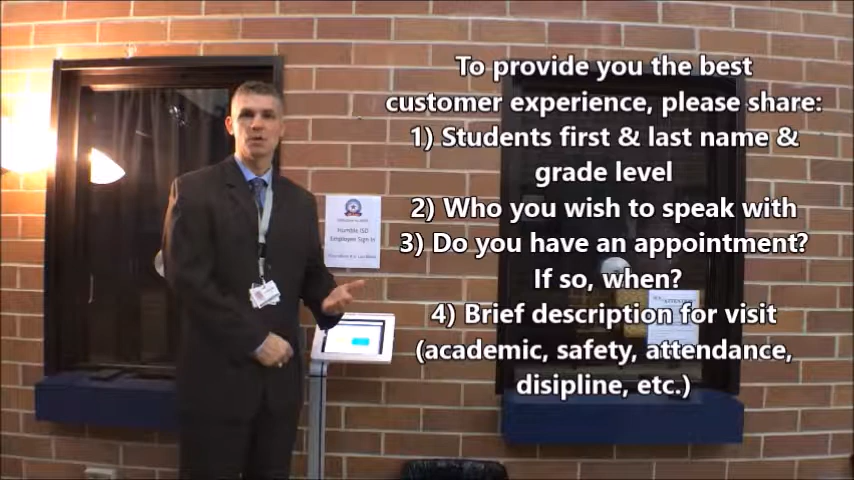 To provide you the best
customer experience, please share:
1) Students first & last name &
grade level
2) Who you wish to speak with
3) Do you have an appointment?
If so, when?
4) Brief description for visit
(academic, safety, attendance,
disipline, etc.)
Humble ISD
Employee Sign In